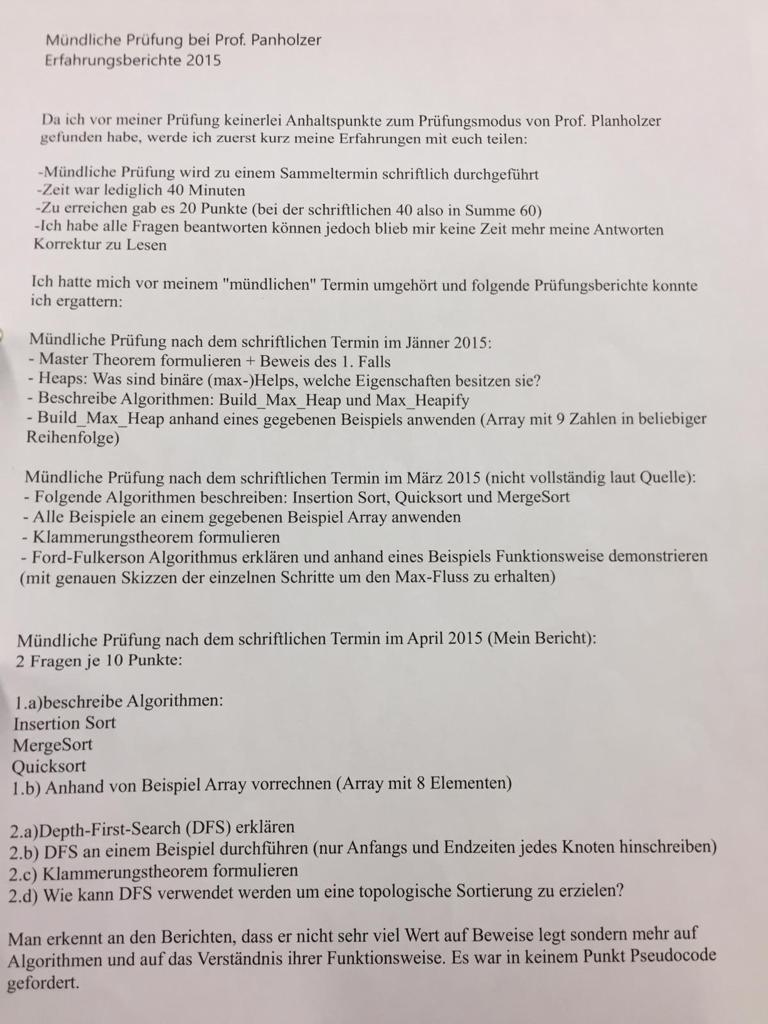 Mündliche Prüfung bei Prof. Panholzer
Erfahrungsberichte 2015
Da ich vor meiner Prüfung keinerlei Anhaltspunkte zum Prüfungsmodus von Prof. Planholzer
gefunden habe, werde ich zuerst kurz meine Erfahrungen mit euch teilen:
-Mündliche Prüfung wird zu einem Sammeltermin schriftlich durchgeführt
-Zeit war lediglich 40 Minuten
-Zu erreichen gab es 20 Punkte (bei der schriftlichen 40 also in Summe 60)
-Ich habe alle Fragen beantworten können jedoch blieb mir keine Zeit mehr meine Antworten
Korrektur zu Lesen
Ich hatte mich vor meinem "mündlichen" Termin umgehört und folgende Prüfungsberichte konnte
ich ergattern:
Mündliche Prüfung nach dem schriftlichen Termin im Jänner 2015:
- Master Theorem formulieren + Beweis des 1. Falls
- Heaps: Was sind binäre (max-)Helps, welche Eigenschaften besitzen sie?
- Beschreibe Algorithmen: Build_Max_Heap und Max_Heapify
- Build_Max_Heap anhand eines gegebenen Beispiels anwenden (Array mit 9 Zahlen in beliebiger
Reihenfolge)
Mündliche Prüfung nach dem schriftlichen Termin im März 2015 (nicht vollständig laut Quelle):
- Folgende Algorithmen beschreiben: Insertion Sort, Quicksort und MergeSort
- Alle Beispiele an einem gegebenen Beispiel Array anwenden
- Klammerungstheorem formulieren
- Ford-Fulkerson Algorithmus erklären und anhand eines Beispiels Funktionsweise demonstrieren
(mit genauen Skizzen der einzelnen Schritte um den Max-Fluss zu erhalten)
Mündliche Prüfung nach dem schriftlichen Termin im April 2015 (Mein Bericht):
2 Fragen je 10 Punkte:
1.a)beschreibe Algorithmen:
Insertion Sort
MergeSort
Quicksort
1.b) Anhand von Beispiel Array vorrechnen (Array mit 8 Elementen)
2.a)Depth-First-Search (DFS) erklären
2.b) DFS an einem Beispiel durchführen (nur Anfangs und Endzeiten jedes Knoten hinschreiben)
2.c) Klammerungstheorem formulieren
2.d) Wie kann DFS verwendet werden um eine topologische Sortierung zu erzielen?
Man erkennt an den Berichten, dass er nicht sehr viel Wert auf Beweise legt sondern mehr auf
Algorithmen und auf das Verständnis ihrer Funktionsweise. Es war in keinem Punkt Pseudocode
gefordert.